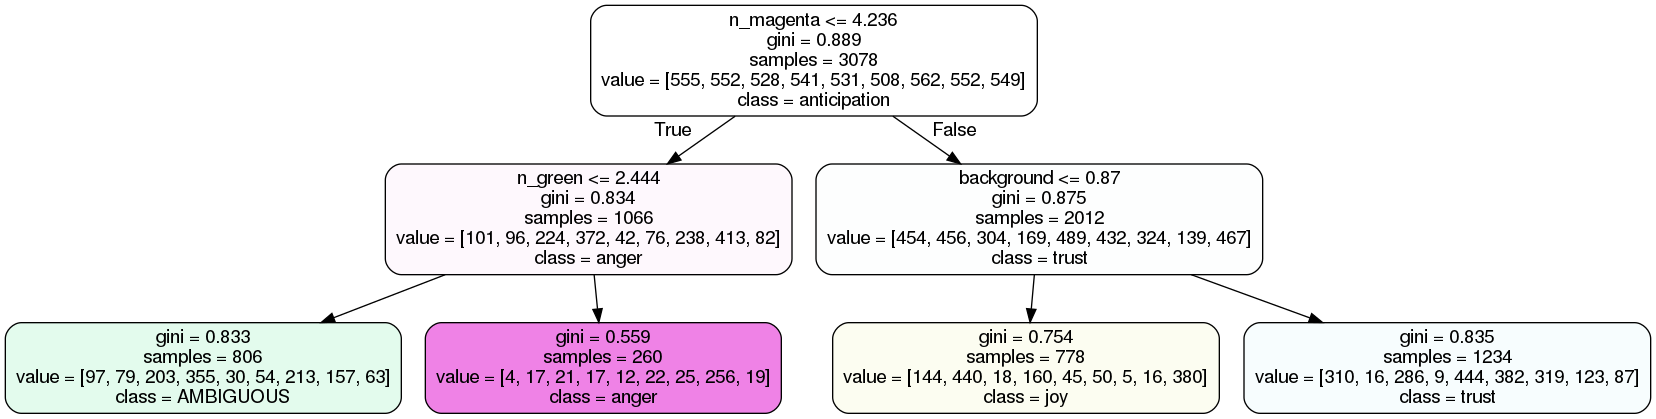 n_magenta <= 4.236
gini = 0.889
samples = 3078
value = [555, 552, 528, 541, 531, 508, 562, 552, 549]
class = anticipation
True
False
n_green <= 2.444
gini = 0.834
samples = 1066
value = [101, 96, 224, 372, 42, 76, 238, 413, 82]
class = anger
background <= 0.87
gini = 0.875
samples = 2012
value = [454, 456, 304, 169, 489, 432, 324, 139, 467]
class = trust
gini = 0.833
samples = 806
value = [97, 79, 203, 355, 30, 54, 213, 157, 63]
class = AMBIGUOUS
gini = 0.559
samples = 260
value = [4, 17, 21, 17, 12, 22, 25, 256, 19]
class = anger
gini = 0.754
samples = 778
value = [144, 440, 18, 160, 45, 50, 5, 16, 380]
class = joy
gini = 0.835
samples = 1234
value = [310, 16, 286, 9, 444, 382, 319, 123, 87]
class = trust